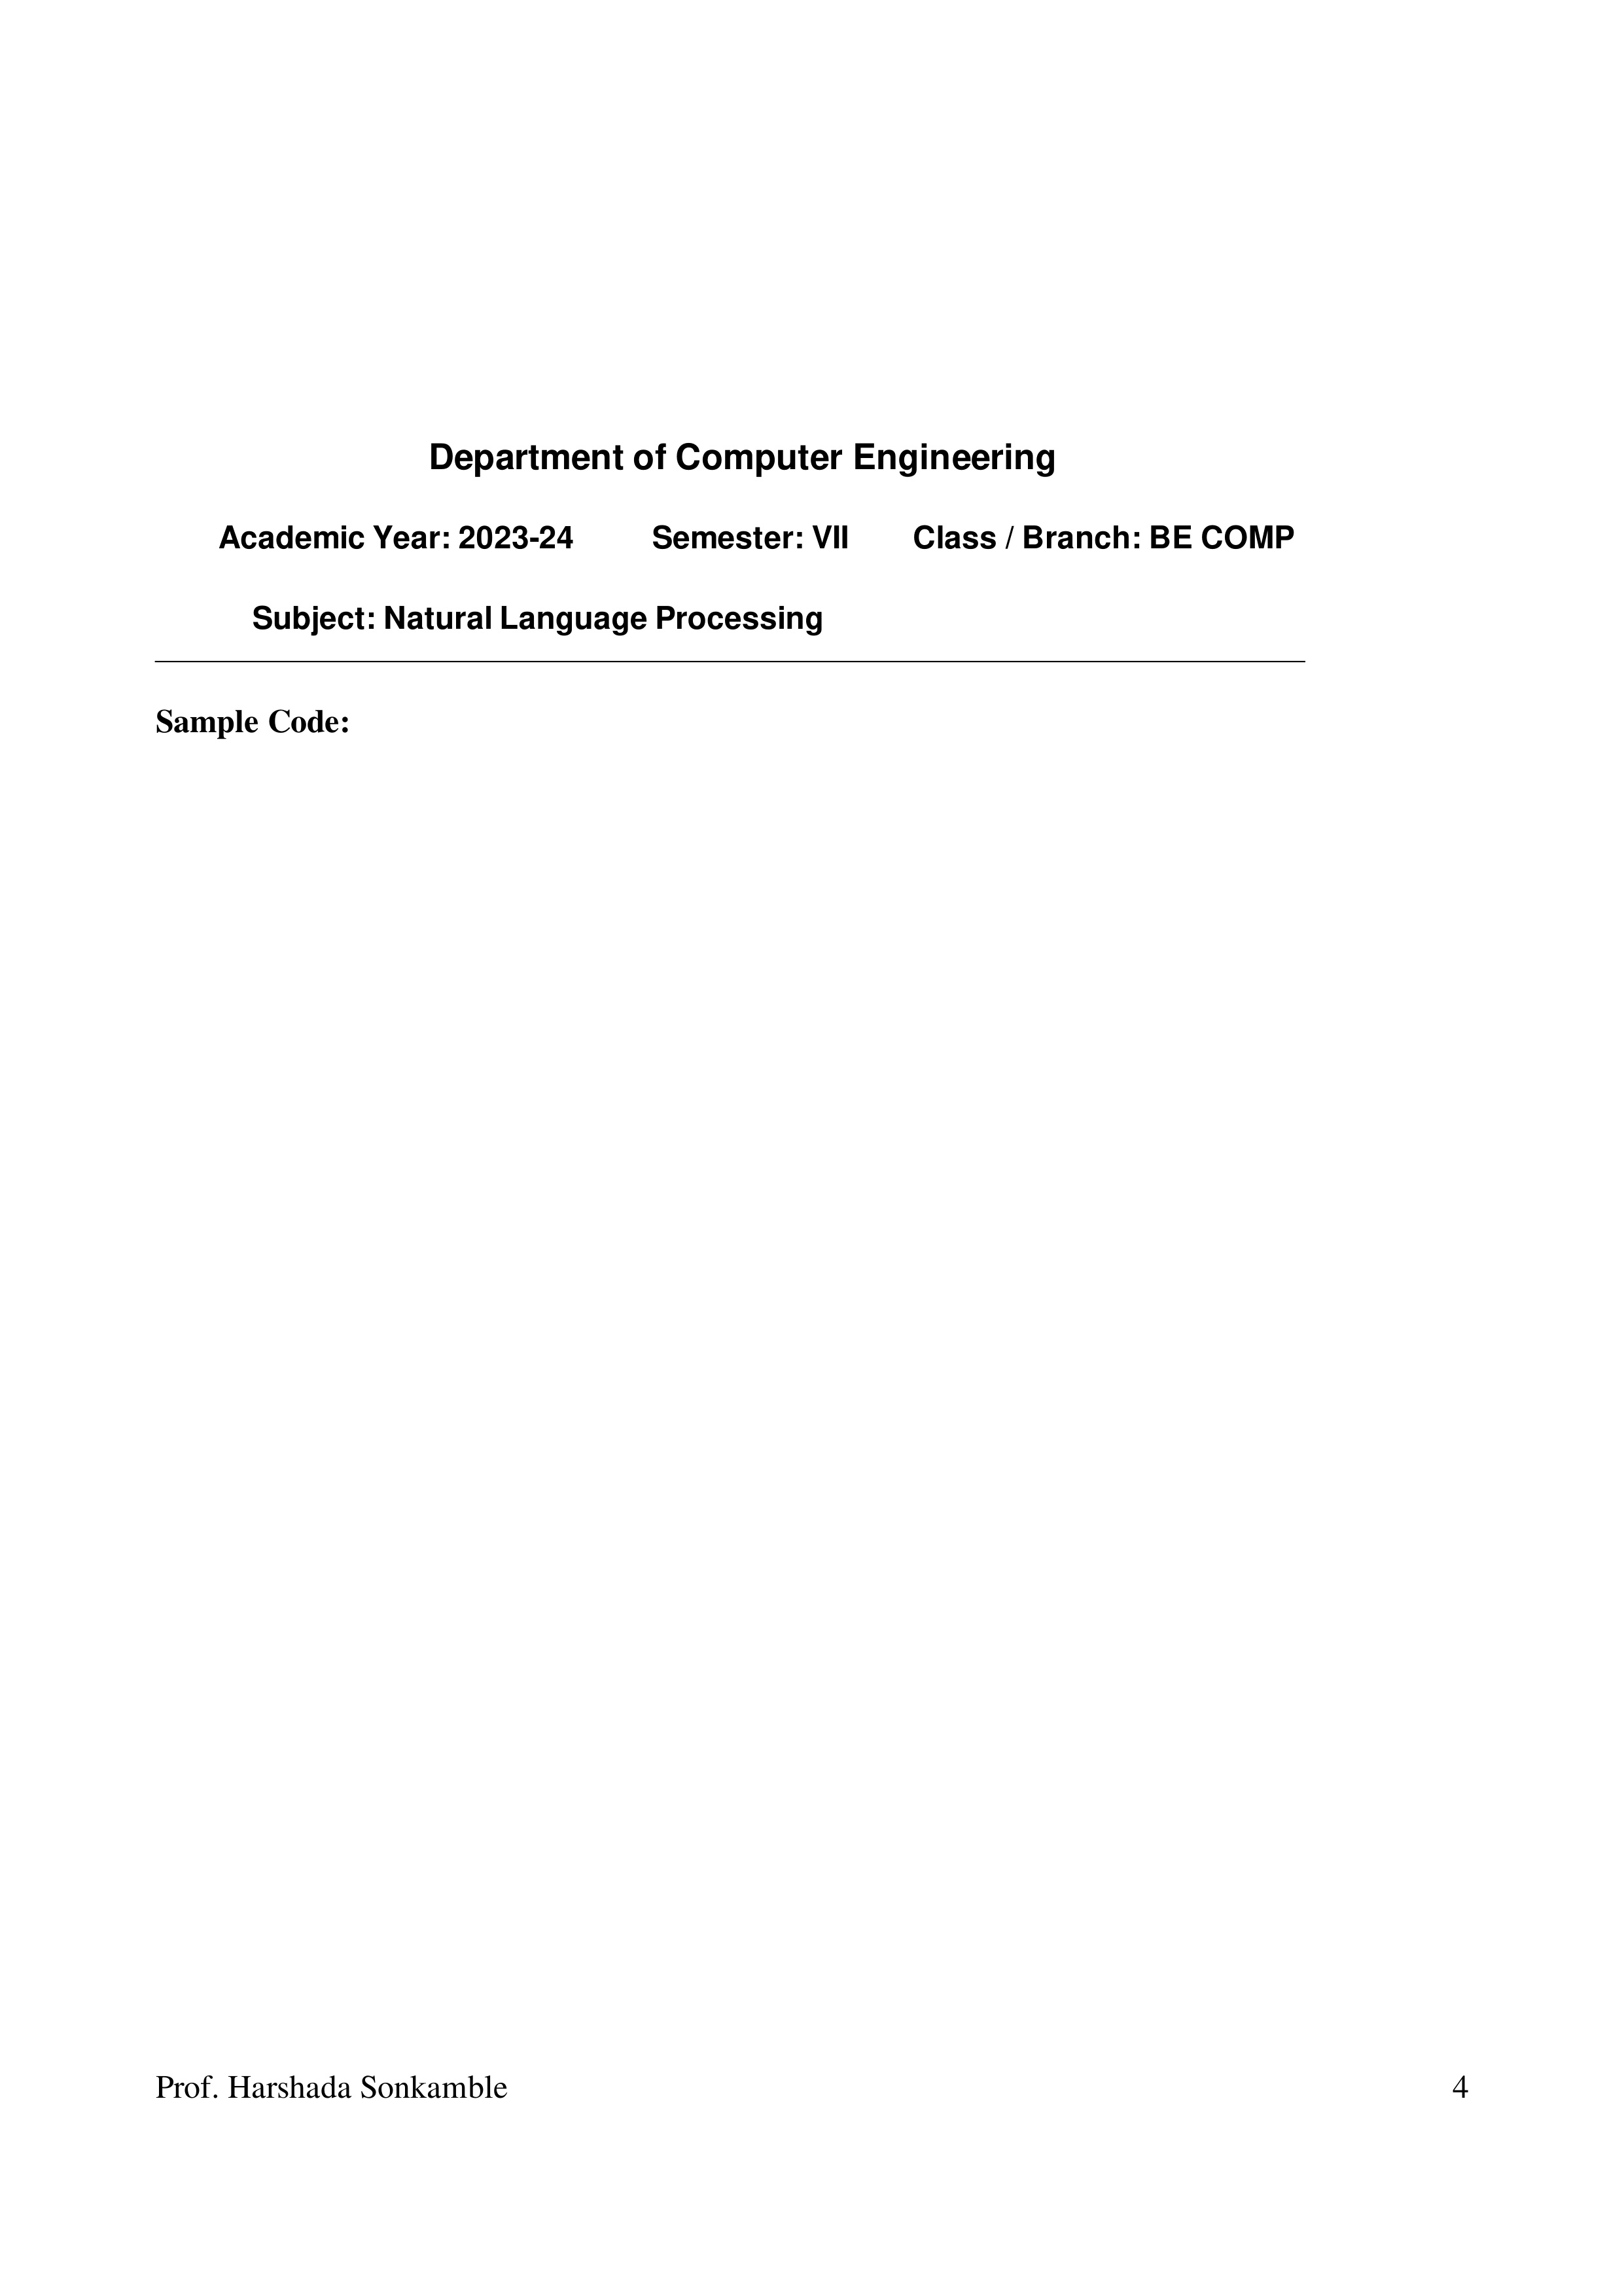 Department of Computer Engineering
Academic Year: 2023-24 Semester: VII Class / Branch: BE COMP
Subject: Natural Language Processing
Sample Code:
Prof. Harshada Sonkamble 4